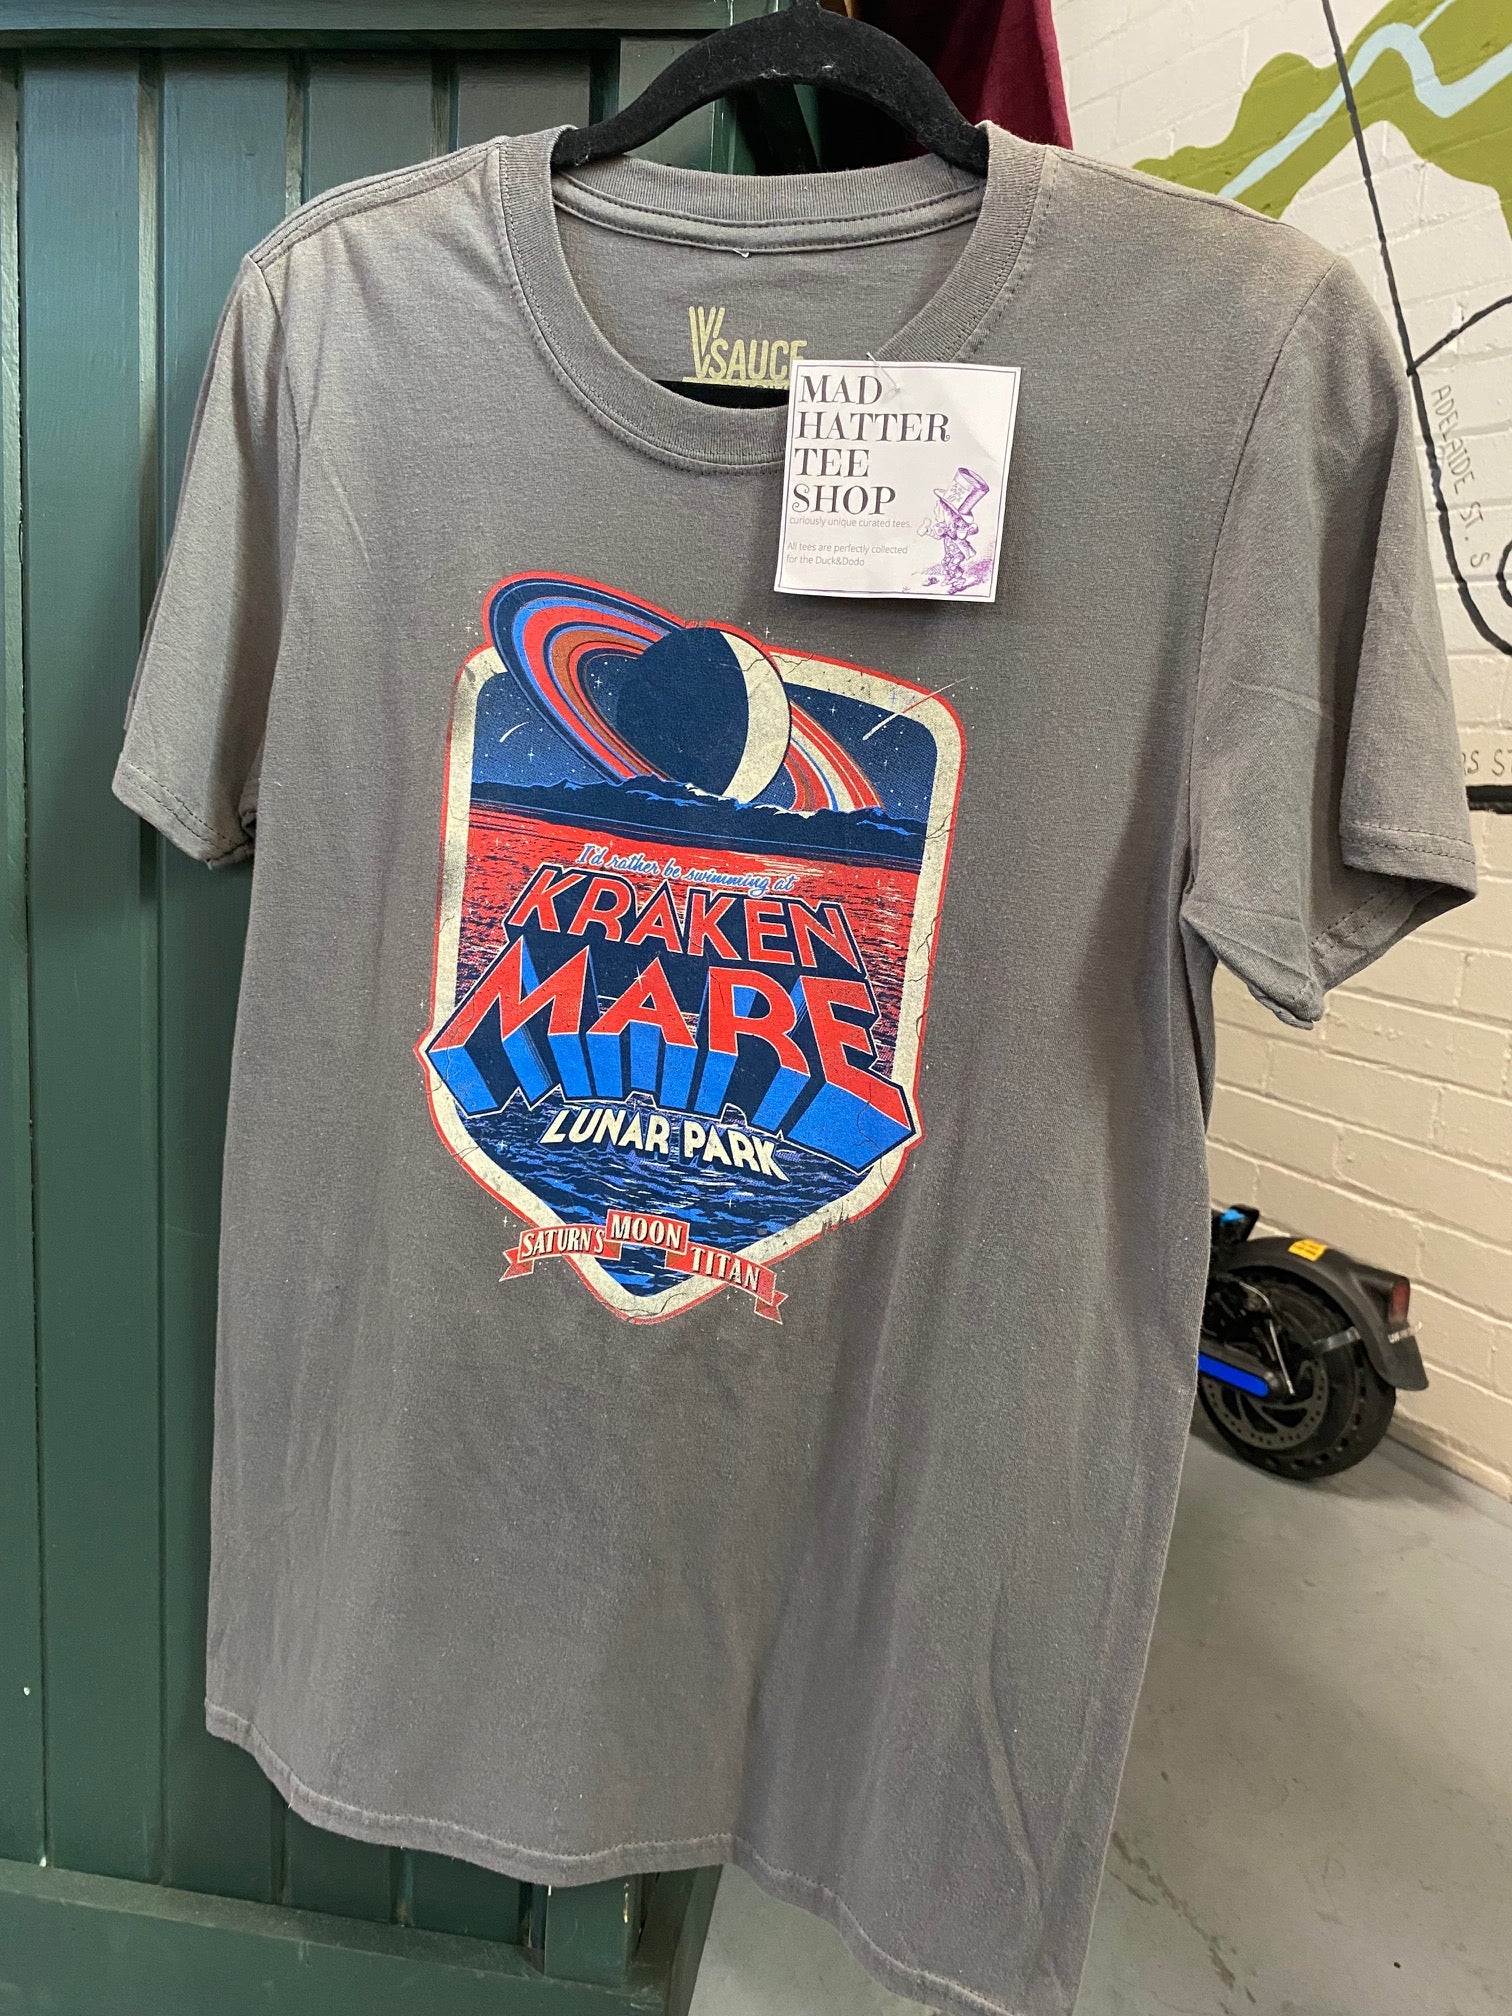 VSAUCE
MAD
HATTER
TEE
SHOP
curiously unique curated tees.
All tees are perfectly collected
for the Duck&Dodo
I'd rather be swimming at
KRAKEN
MARE
LUNAR PARK
SATURN'S MOON TITAN
ADELAIDE ST. S